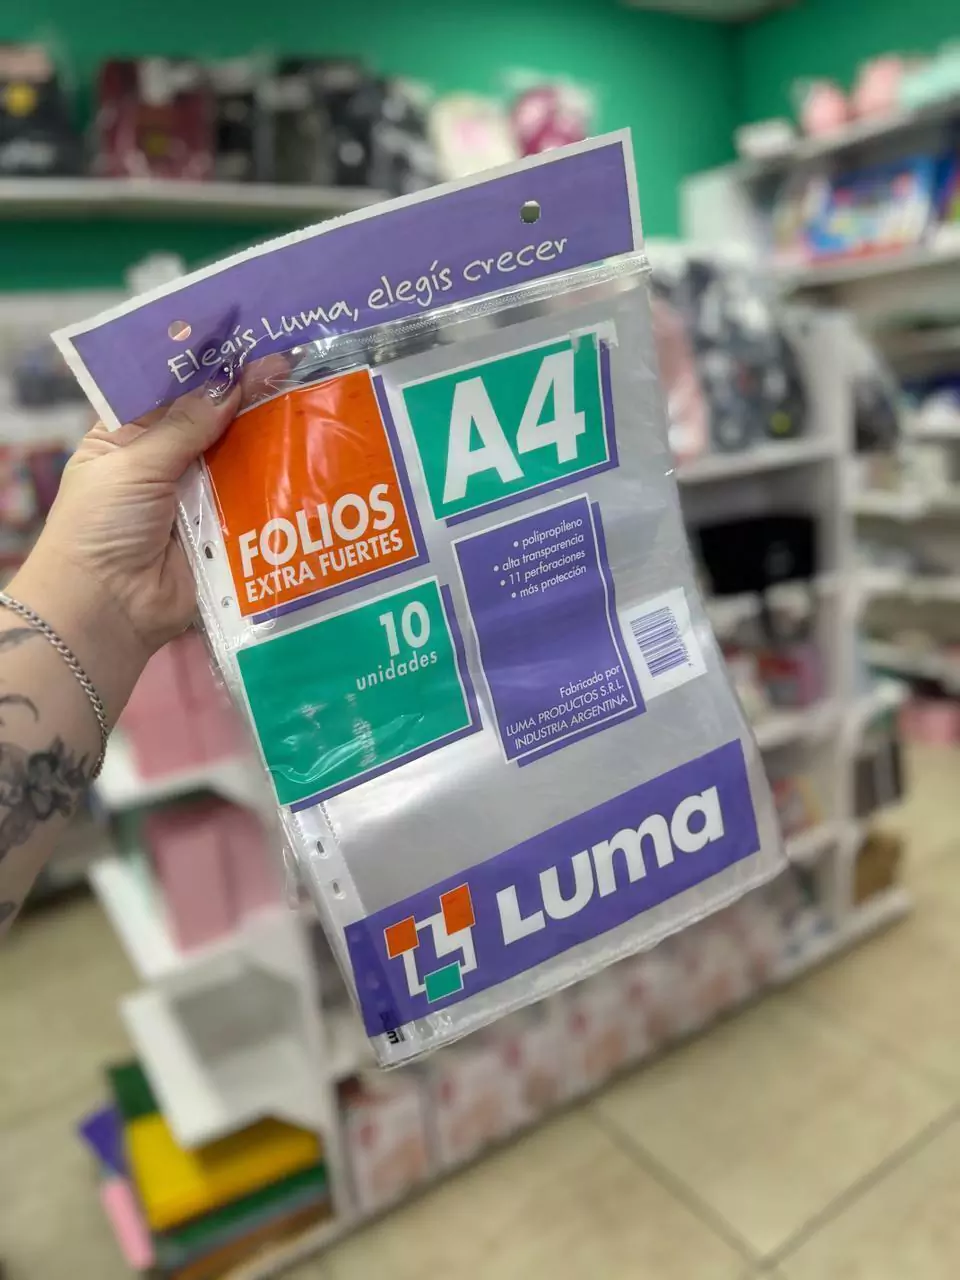 Elegís Luma, elegís crecer
A4
FOLIOS
EXTRA FUERTES
• polipropileno
• alta transparencia
• 11 perforaciones
• más protección
10
unidades
Fabricado por
LUMA PRODUCTOS S.R.L.
INDUSTRIA ARGENTINA
Luma